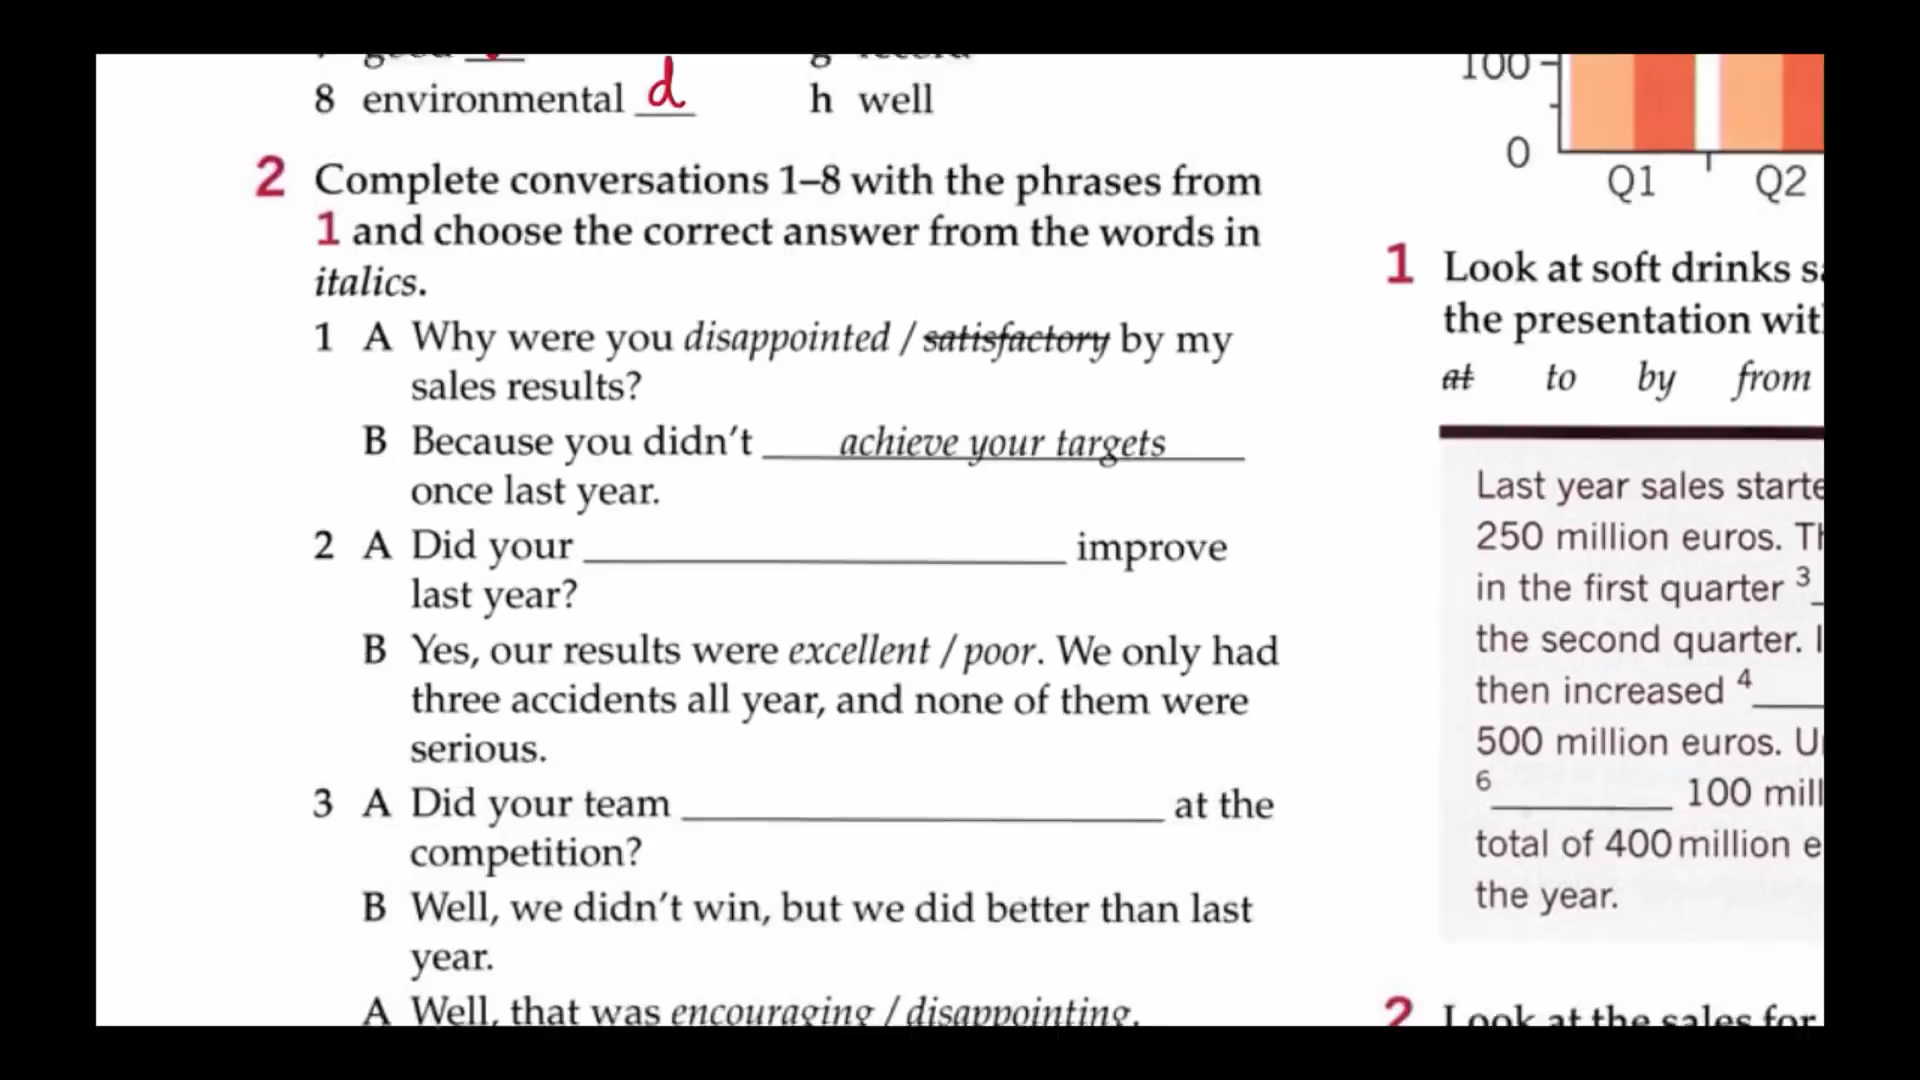 good
g record
8 environmental d
h well
2 Complete conversations 1–8 with the phrases from
1 and choose the correct answer from the words in
italics.
1 A Why were you disappointed / satisfactory by my
sales results?
B Because you didn't achieve your targets
once last year.
2 A Did your ____ improve
last year?
B Yes, our results were excellent / poor. We only had
three accidents all year, and none of them were
serious.
3 A Did your team ____ at the
competition?
B Well, we didn't win, but we did better than last
year.
A Well, that was encouraging / disappointing.
100
0
Q1 Q2
1 Look at soft drinks s
the presentation wit
at to by from
Last year sales starte
250 million euros. Th
in the first quarter 3
the second quarter. I
then increased 4
500 million euros. U
6 ____ 100 mill
total of 400 million e
the year.
2 Look at the sales for